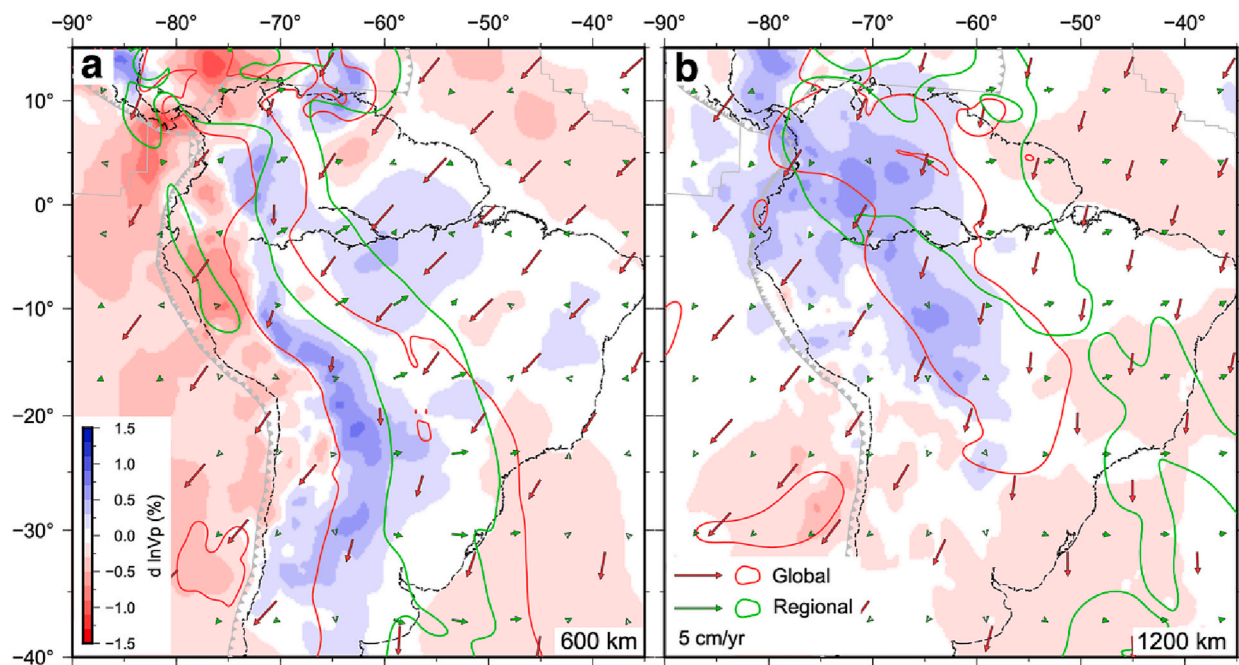 −90° −80° −70° −60° −50° −40° −90° −80° −70° −60° −50° −40°
a b
10°
0°
−10°
−20°
−30°
−40°
1.5
1.0
0.5
0.0
−0.5
−1.0
−1.5
d lnVp (%)
600 km
Global
Regional
5 cm/yr
1200 km